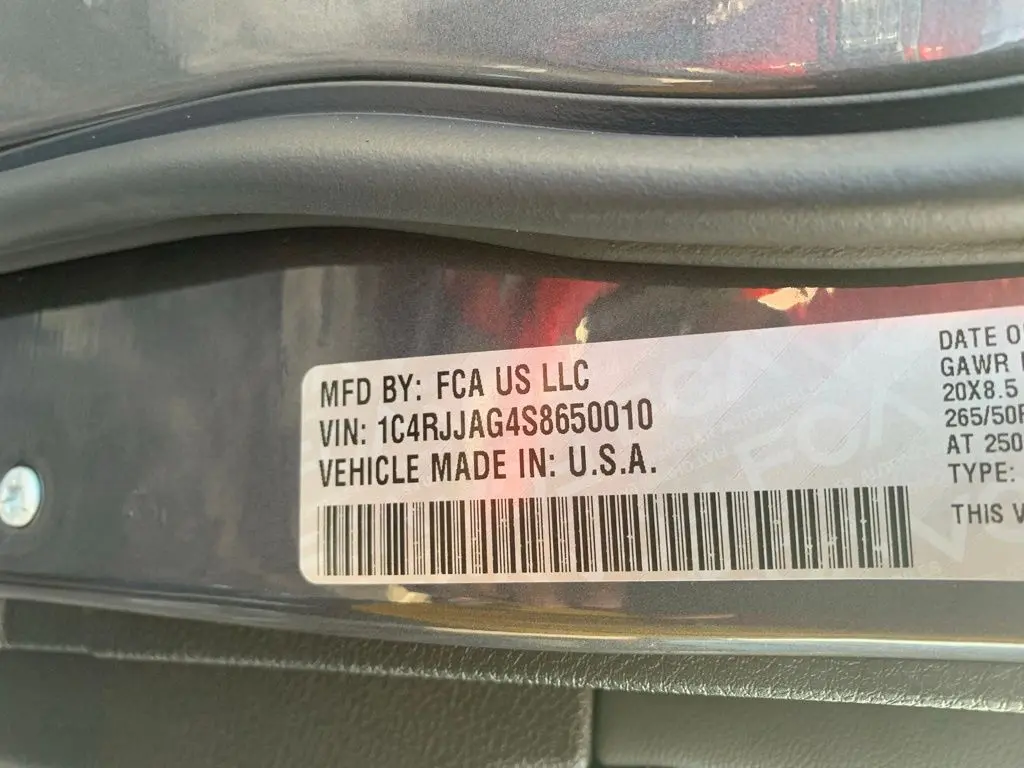 MFD BY: FCA US LLC
VIN: 1C4RJJAG4S8650010
VEHICLE MADE IN: U.S.A.
DATE O
GAWR
20X8.5
265/50
AT 250
TYPE:
THIS V
FCA